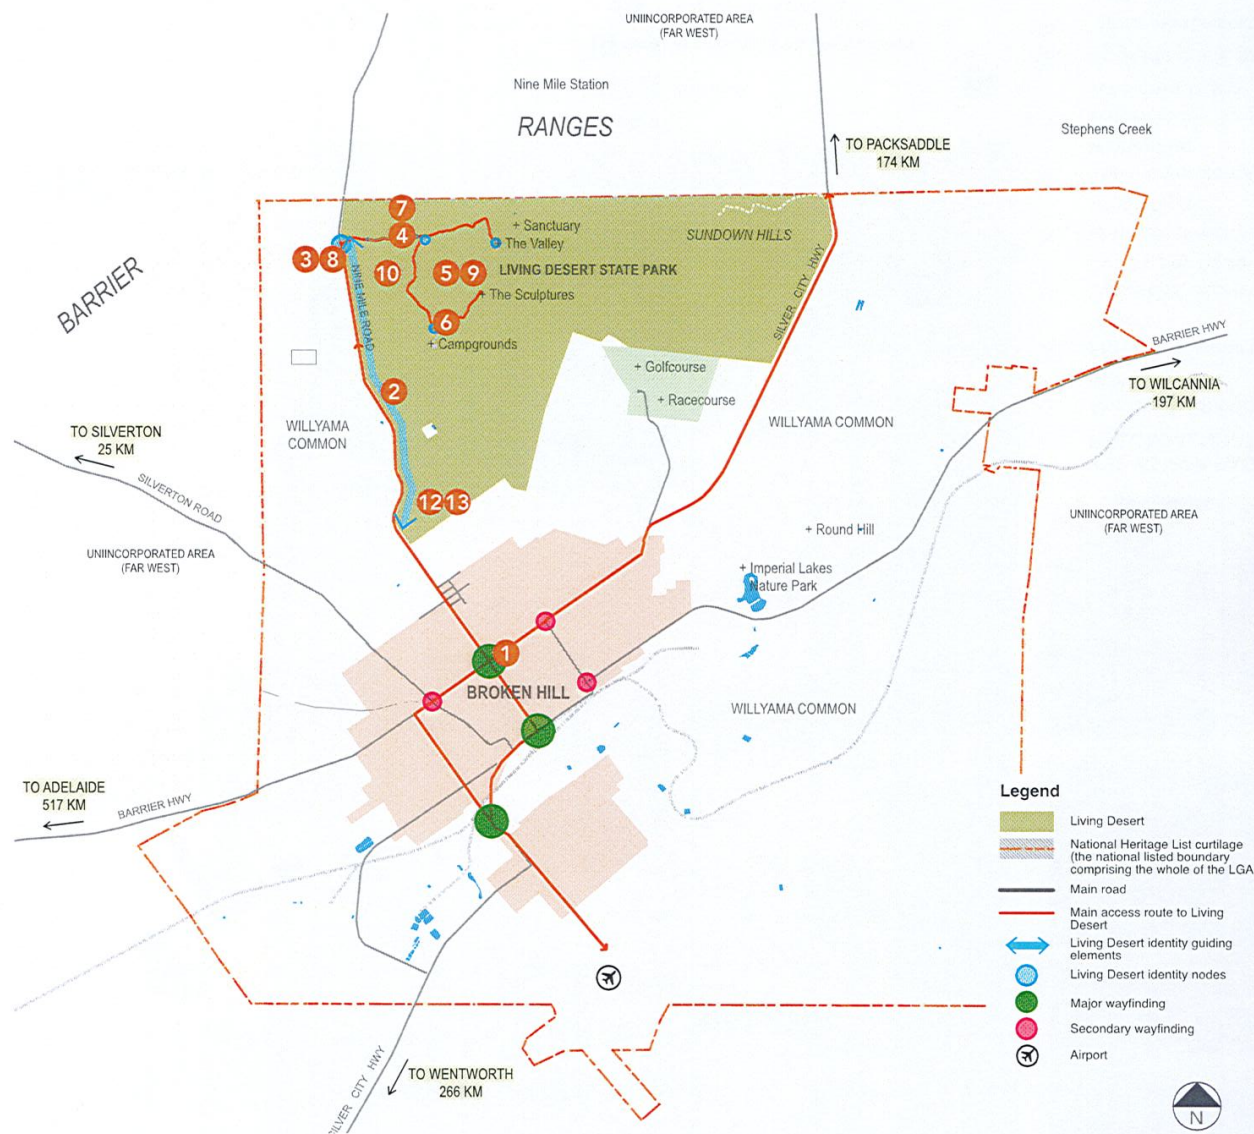 UNIINCORPORATED AREA
(FAR WEST)
Nine Mile Station
RANGES
Stephens Creek
TO PACKSADDLE
174 KM
7
+ Sanctuary
4
SUNDOWN HILLS
+ The Valley
3
8
10
5
9
LIVING DESERT STATE PARK
NINE MILE ROAD
+ The Sculptures
SILVER CITY HWY
BARRIER
6
+ Campgrounds
BARRIER HWY
+ Golfcourse
TO WILCANNIA
197 KM
2
+ Racecourse
WILLYAMA
COMMON
WILLYAMA COMMON
TO SILVERTON
25 KM
SILVERTON ROAD
12
13
UNIINCORPORATED AREA
(FAR WEST)
+ Round Hill
UNIINCORPORATED AREA
(FAR WEST)
+ Imperial Lakes
Nature Park
1
BROKEN HILL
WILLYAMA COMMON
TO ADELAIDE
517 KM
BARRIER HWY
Legend
Living Desert
National Heritage List curtilage
(the national listed boundary
comprising the whole of the LGA
Main road
Main access route to Living
Desert
Living Desert identity guiding
elements
Living Desert identity nodes
Major wayfinding
Secondary wayfinding
Airport
TO WENTWORTH
266 KM
SILVER CITY HWY
N